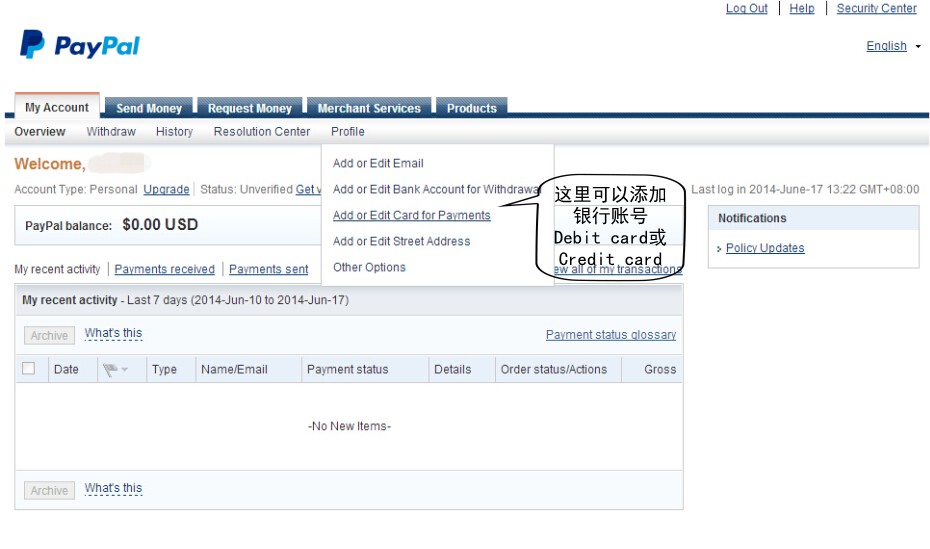 Log Out | Help | Security Center
PayPal
English
My Account Send Money Request Money Merchant Services Products
Overview Withdraw History Resolution Center Profile
Welcome,
Add or Edit Email
Add or Edit Bank Account for Withdrawal
Add or Edit Card for Payments
Add or Edit Street Address
Other Options
这里可以添加
银行账号
Debit card或
Credit card
Account Type: Personal Upgrade | Status: Unverified Get v
Last log in 2014-June-17 13:22 GMT+08:00
PayPal balance: $0.00 USD
Notifications
Policy Updates
My recent activity | Payments received | Payments sent
ew all of my transactions
My recent activity - Last 7 days (2014-Jun-10 to 2014-Jun-17)
Archive What's this
Payment status glossary
Date Type Name/Email Payment status Details Order status/Actions Gross
-No New Items-
Archive What's this